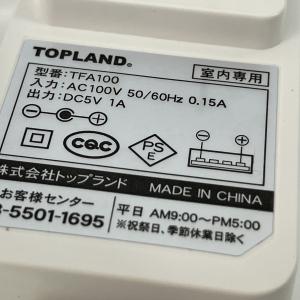 TOPLAND®
型番:TFA100
室内専用
入力:AC100V 50/60Hz 0.15A
出力:DC5V 1A
CQC
PS
E
株式会社トップランド
MADE IN CHINA
お客様センター
3-5501-1695
平日 AM9:00〜PM5:00
※祝祭日、季節休業日除く